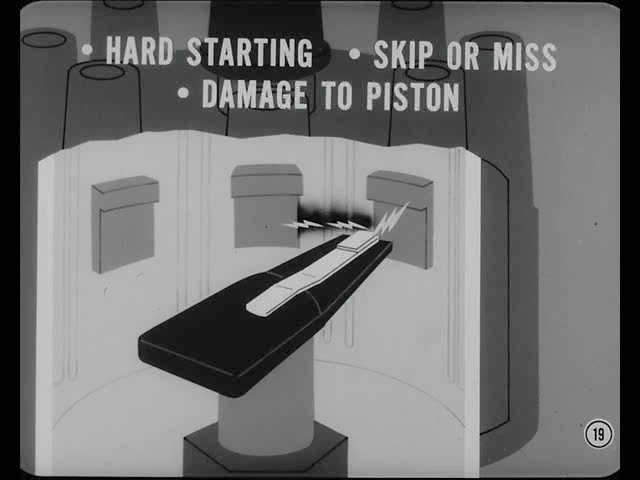 • HARD STARTING • SKIP OR MISS
• DAMAGE TO PISTON
19